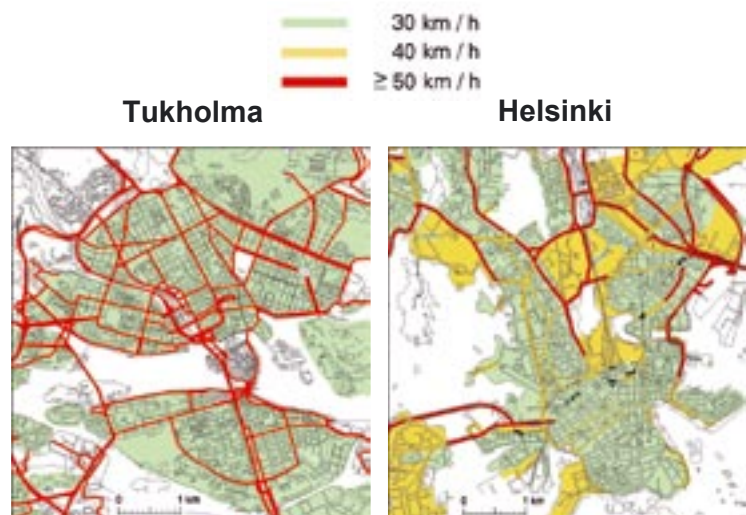 30 km / h
40 km / h
≥ 50 km / h
Tukholma
Helsinki
0 1 km
0 1 km